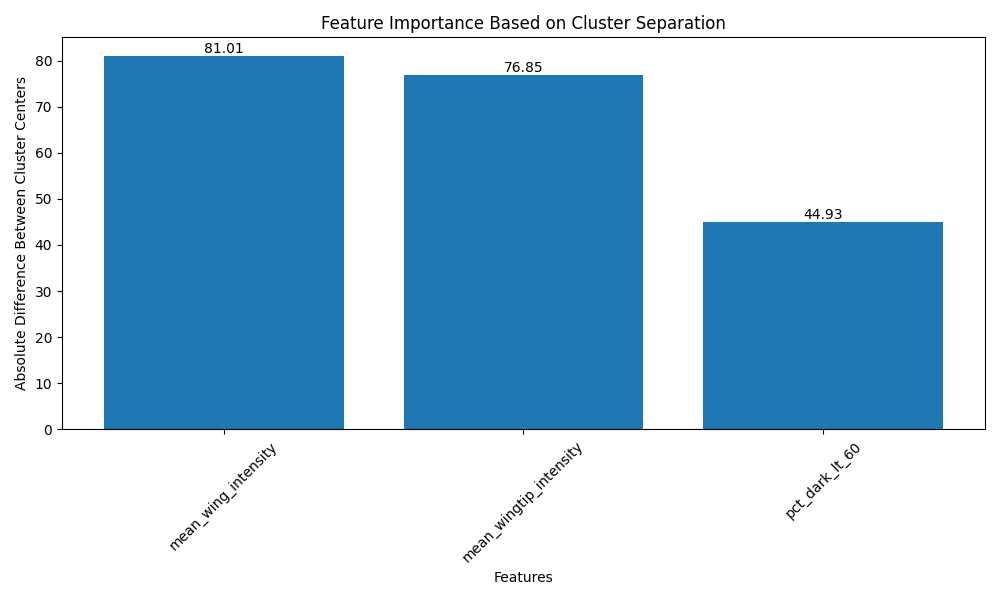 Feature Importance Based on Cluster Separation
Absolute Difference Between Cluster Centers
80
70
60
50
40
30
20
10
0
81.01
76.85
44.93
mean_wing_intensity
mean_wingtip_intensity
pct_dark_lt_60
Features